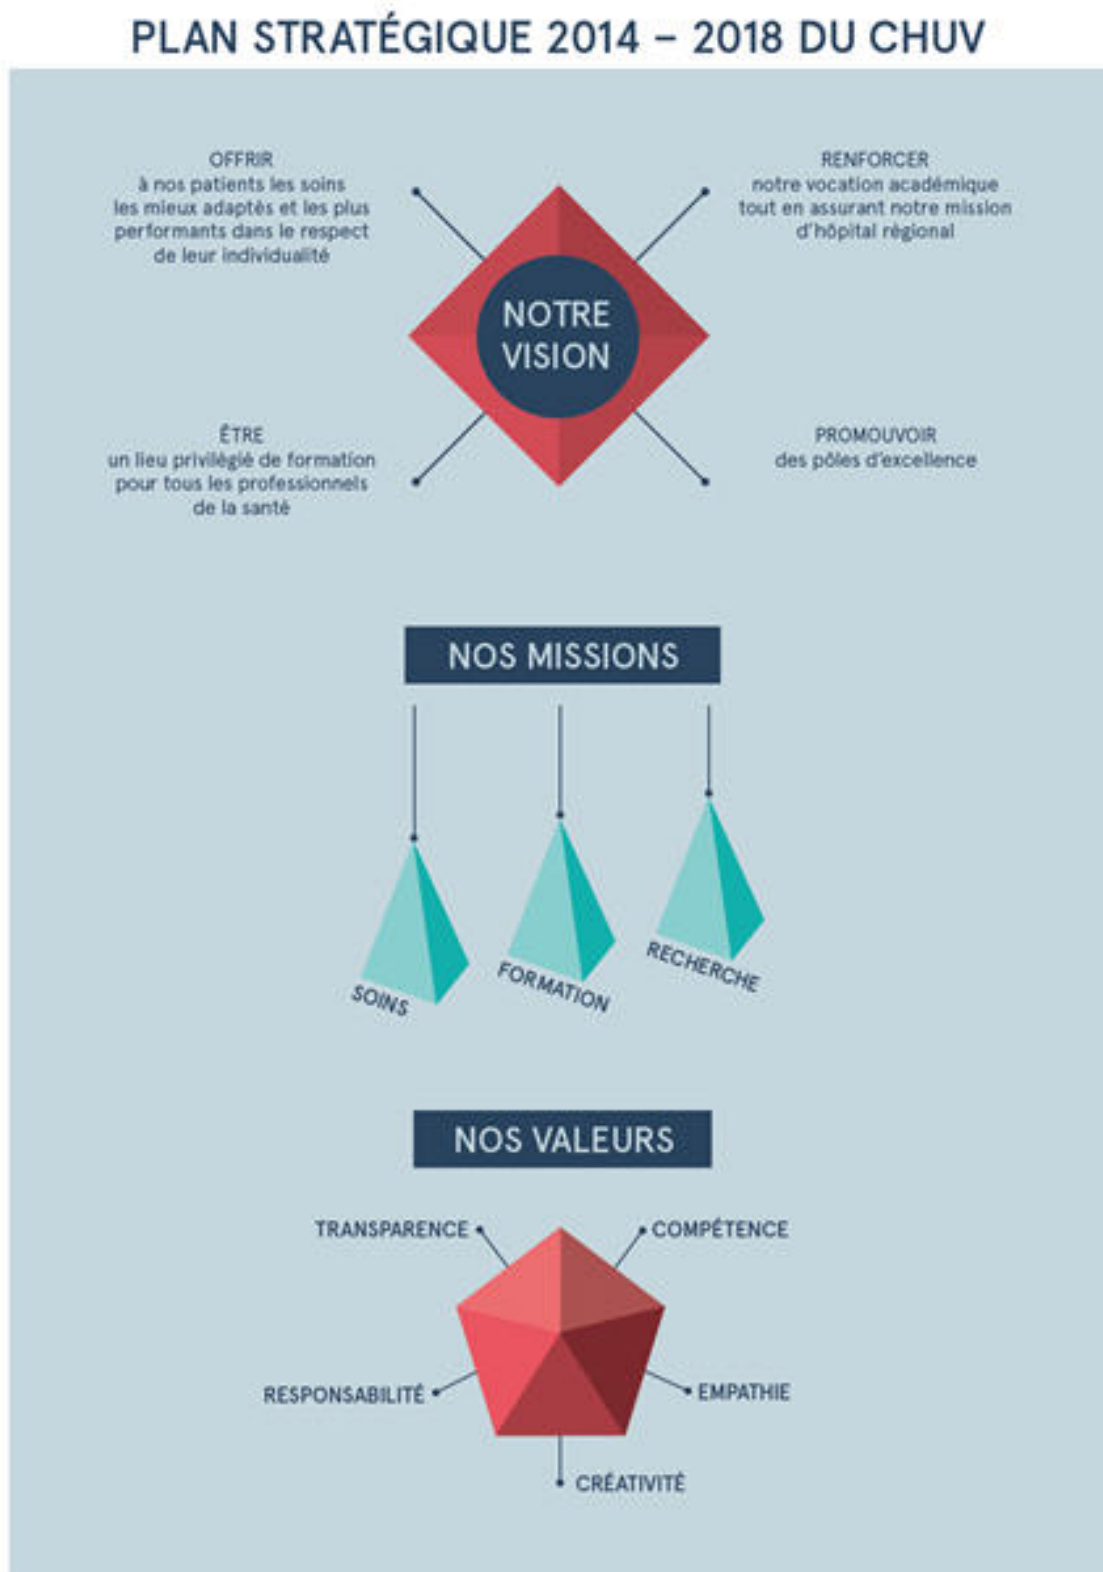 PLAN STRATÉGIQUE 2014 – 2018 DU CHUV
OFFRIR
à nos patients les soins
les mieux adaptés et les plus
performants dans le respect
de leur individualité
RENFORCER
notre vocation académique
tout en assurant notre mission
d'hôpital régional
NOTRE
VISION
ÊTRE
un lieu privilégié de formation
pour tous les professionnels
de la santé
PROMOUVOIR
des pôles d'excellence
NOS MISSIONS
SOINS
FORMATION
RECHERCHE
NOS VALEURS
TRANSPARENCE
COMPÉTENCE
RESPONSABILITÉ
EMPATHIE
CRÉATIVITÉ